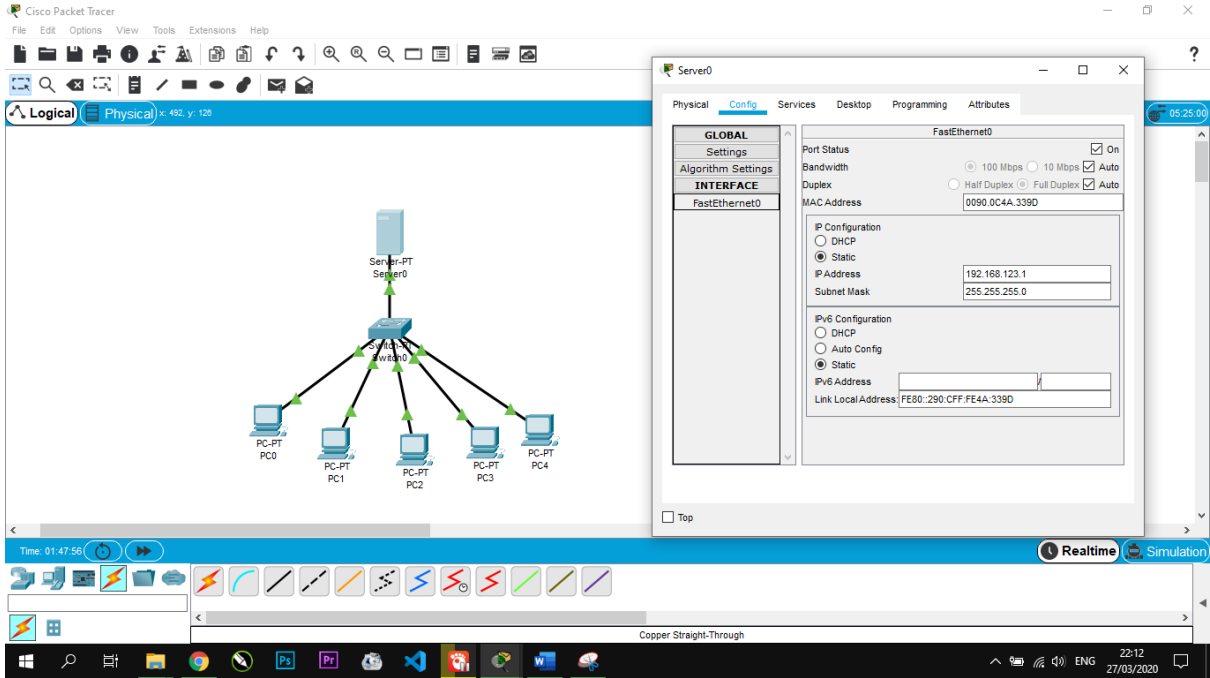 Cisco Packet Tracer
File Edit Options View Tools Extensions Help
?
Logical Physical x: 492, y: 126
05:25:00
Server0
Physical Config Services Desktop Programming Attributes
GLOBAL
Settings
Algorithm Settings
INTERFACE
FastEthernet0
FastEthernet0
Port Status On
Bandwidth 100 Mbps 10 Mbps Auto
Duplex Half Duplex Full Duplex Auto
MAC Address 0090.0C4A.339D
IP Configuration
DHCP
Static
IP Address 192.168.123.1
Subnet Mask 255.255.255.0
IPv6 Configuration
DHCP
Auto Config
Static
IPv6 Address /
Link Local Address: FE80::290:CFF:FE4A:339D
Top
Server-PT
Server0
Switch-PT
Switch0
PC-PT
PC0
PC-PT
PC1
PC-PT
PC2
PC-PT
PC3
PC-PT
PC4
Time: 01:47:56
Realtime Simulation
Copper Straight-Through
Ps
Pr
ENG
22:12
27/03/2020